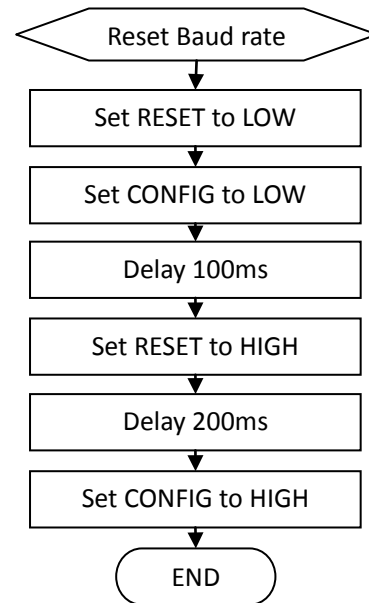 Reset Baud rate
Set RESET to LOW
Set CONFIG to LOW
Delay 100ms
Set RESET to HIGH
Delay 200ms
Set CONFIG to HIGH
END